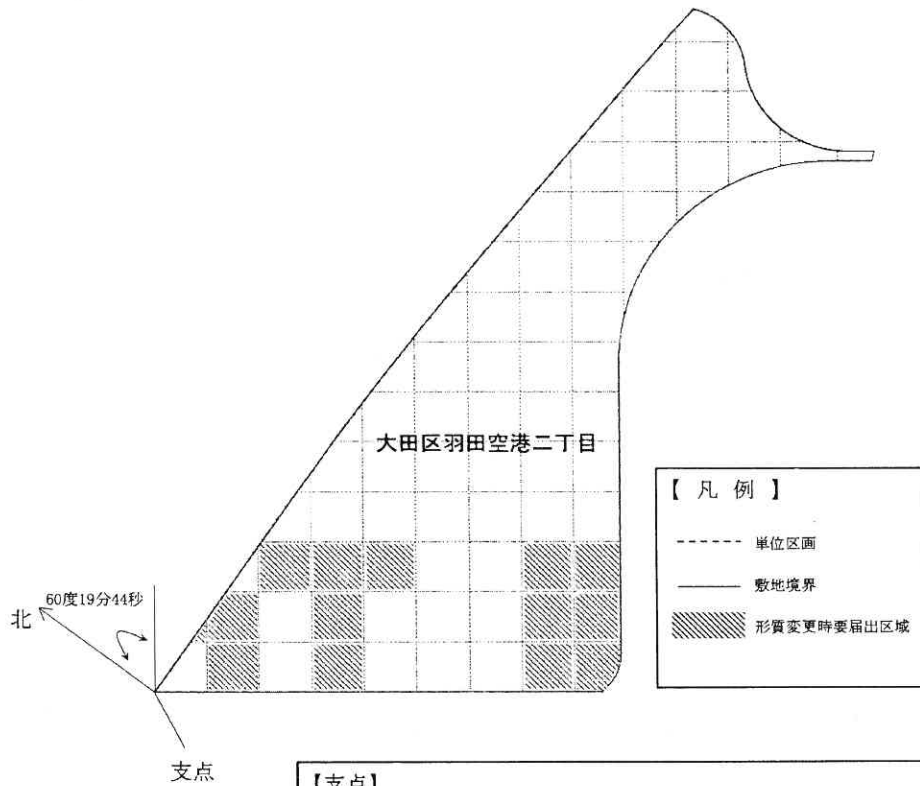 大田区羽田空港二丁目
【凡例】
単位区画
敷地境界
形質変更時要届出区域
60度19分44秒
北
支点
【支点】